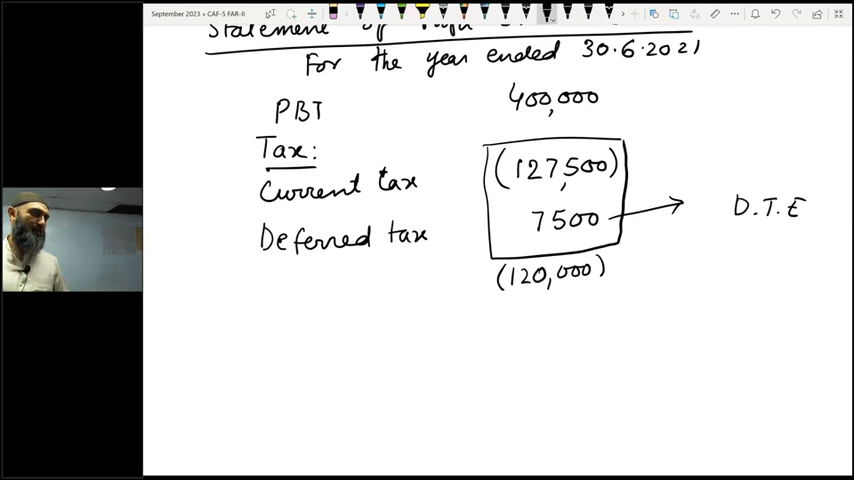 September 2023 » CAF-5 FAR-II
Statement of
For the year ended 30.6.2021
PBT 400,000
Tax:
Current tax (127,500)
Deferred tax 7500 → D.T.E
(120,000)